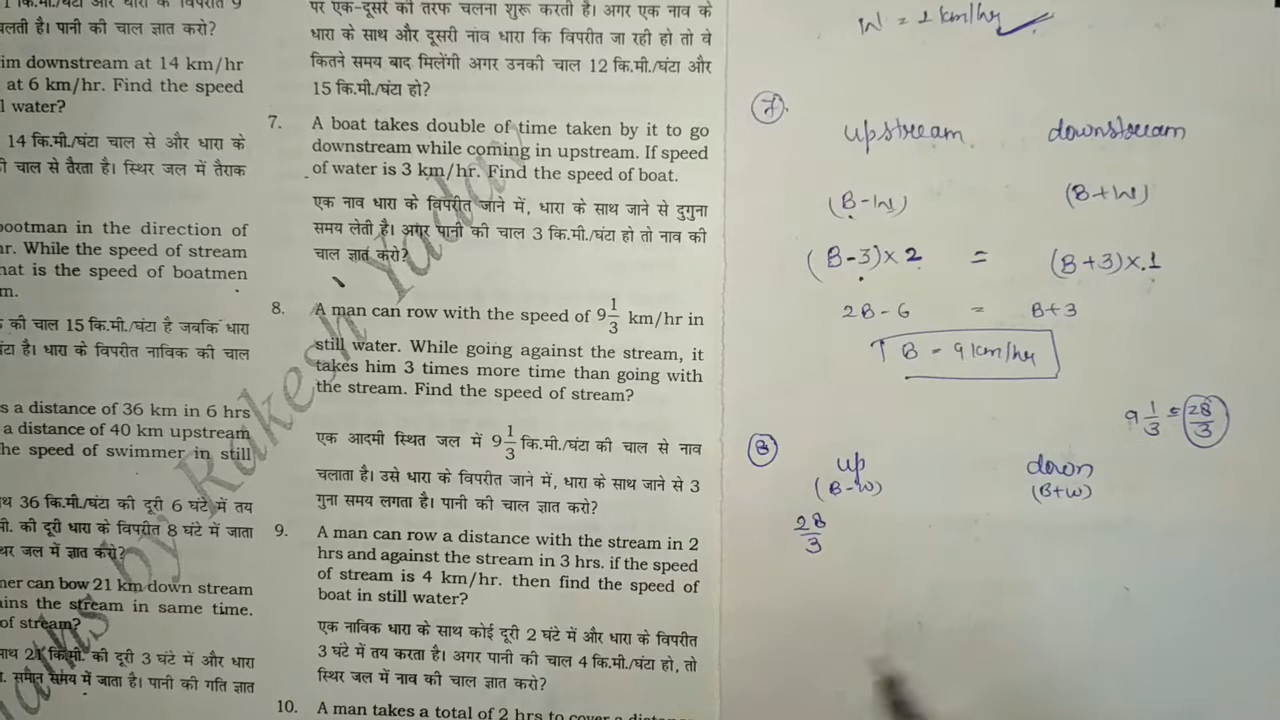 कि.मी./घंटा और धारा के विपरीत 9
चलती है। पानी की चाल ज्ञात करो?
im downstream at 14 km/hr
at 6 km/hr. Find the speed
l water?
14 कि.मी./घंटा चाल से और धारा के
की चाल से तैरता है। स्थिर जल में तैराक
bootman in the direction of
hr. While the speed of stream
hat is the speed of boatmen
m.
की चाल 15 कि.मी./घंटा है जबकि धारा
घंटा है। धारा के विपरीत नाविक की चाल
s a distance of 36 km in 6 hrs
a distance of 40 km upstream
he speed of swimmer in still
साथ 36 कि.मी./घंटा की दूरी 6 घंटे में तय
मी. की दूरी धारा के विपरीत 8 घंटे में जाता
स्थिर जल में ज्ञात करो?
ner can bow 21 km down stream
ains the stream in same time.
of stream?
साथ 21 कि.मी. की दूरी 3 घंटे में और धारा
समान समय में जाता है। पानी की गति ज्ञात
पर एक-दूसरे की तरफ चलना शुरू करती है। अगर एक नाव के
धारा के साथ और दूसरी नाव धारा कि विपरीत जा रही हो तो वे
कितने समय बाद मिलेंगी अगर उनकी चाल 12 कि.मी./घंटा और
15 कि.मी./घंटा हो?
7. A boat takes double of time taken by it to go
downstream while coming in upstream. If speed
of water is 3 km/hr. Find the speed of boat.
एक नाव धारा के विपरीत जाने में, धारा के साथ जाने से दुगुना
समय लेती है। अगर पानी की चाल 3 कि.मी./घंटा हो तो नाव की
चाल ज्ञात करो?
8. A man can row with the speed of 9 1/3 km/hr in
still water. While going against the stream, it
takes him 3 times more time than going with
the stream. Find the speed of stream?
एक आदमी स्थित जल में 9 1/3 कि.मी./घंटा की चाल से नाव
चलाता है। उसे धारा के विपरीत जाने में, धारा के साथ जाने से 3
गुना समय लगता है। पानी की चाल ज्ञात करो?
9. A man can row a distance with the stream in 2
hrs and against the stream in 3 hrs. if the speed
of stream is 4 km/hr. then find the speed of
boat in still water?
एक नाविक धारा के साथ कोई दूरी 2 घंटे में और धारा के विपरीत
3 घंटे में तय करता है। अगर पानी की चाल 4 कि.मी./घंटा हो, तो
स्थिर जल में नाव की चाल ज्ञात करो?
10. A man takes a total of 2 hrs to cover a
Maths by Rakesh Yadav
km/hr
7.
upstream downstream
(B-W) (B+W)
(B-3)×2 = (B+3)×1
2B-6 = B+3
B = 9 km/hr
9 1/3 = 28/3
8
up down
(B-W) (B+W)
28/3